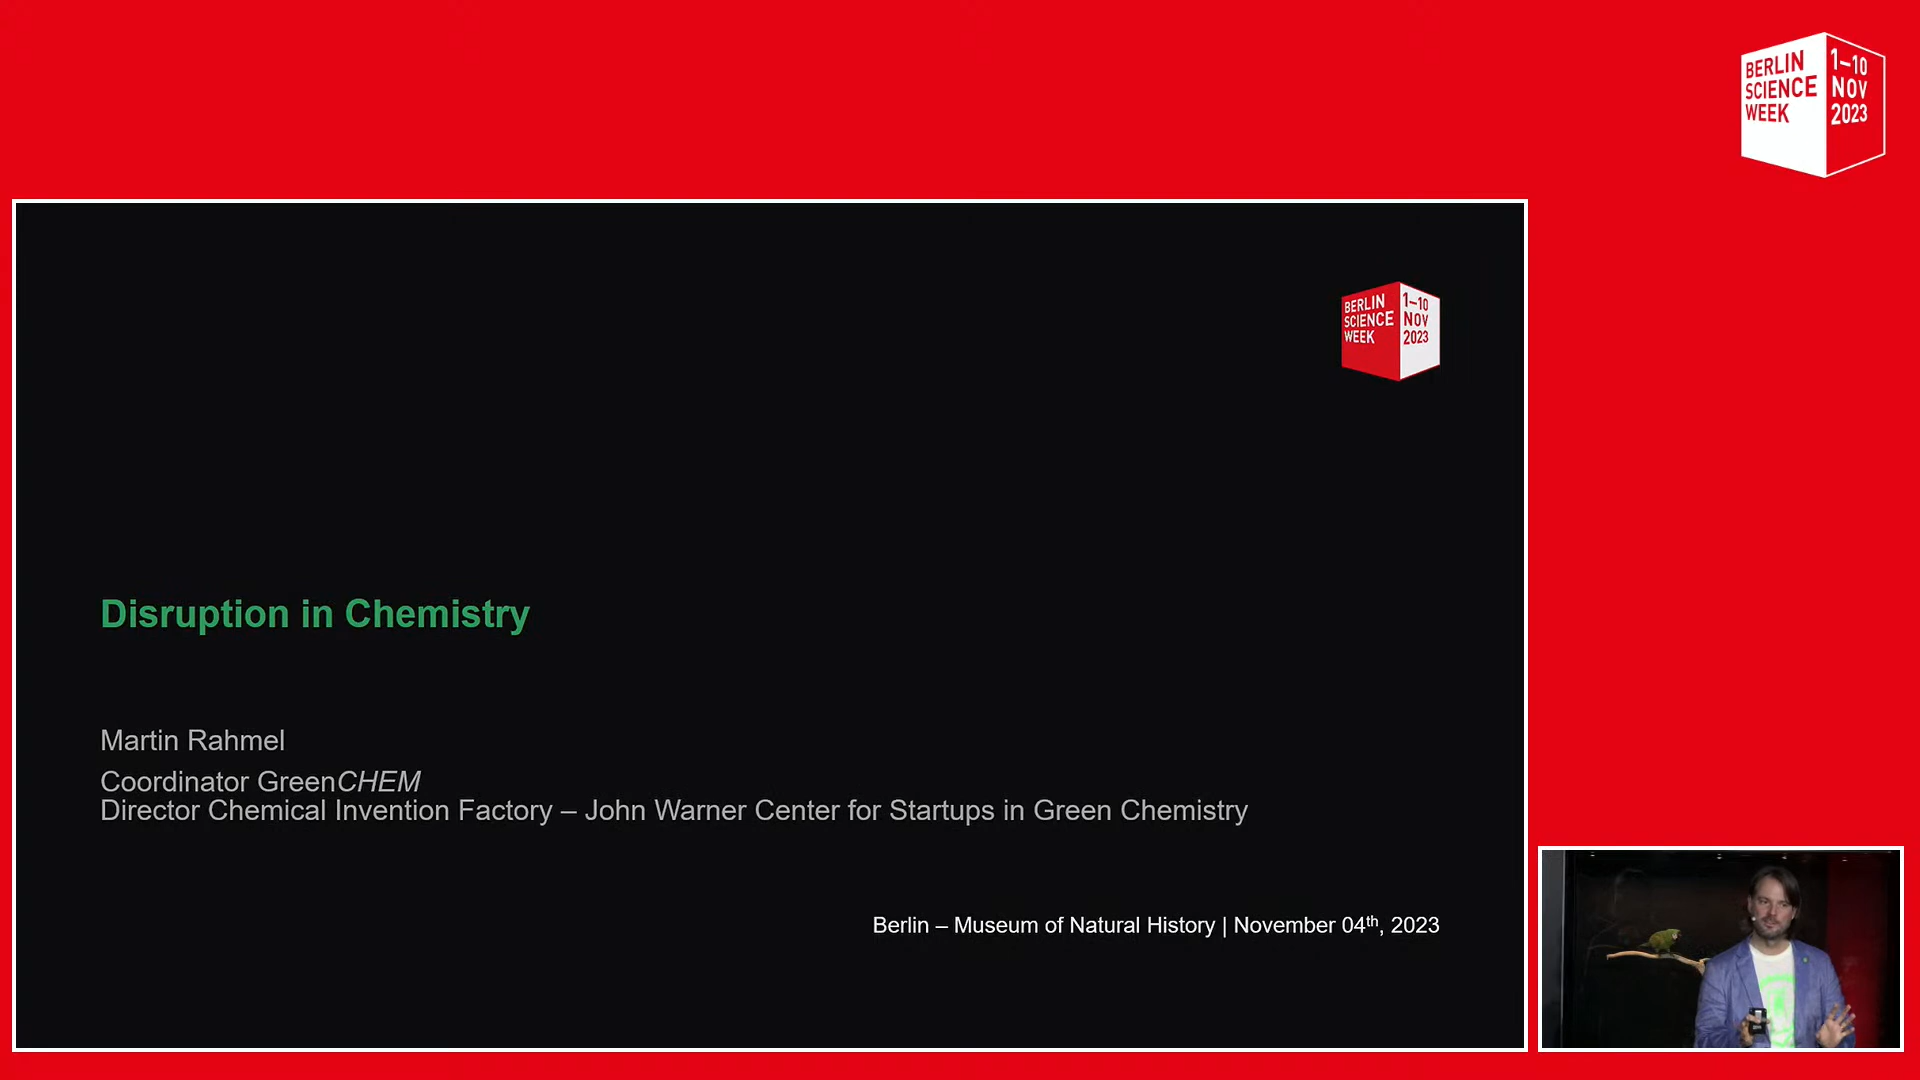 BERLIN
SCIENCE
WEEK
1–10
NOV
2023
BERLIN
SCIENCE
WEEK
1–10
NOV
2023
Disruption in Chemistry
Martin Rahmel
Coordinator GreenCHEM
Director Chemical Invention Factory – John Warner Center for Startups in Green Chemistry
Berlin – Museum of Natural History | November 04th, 2023